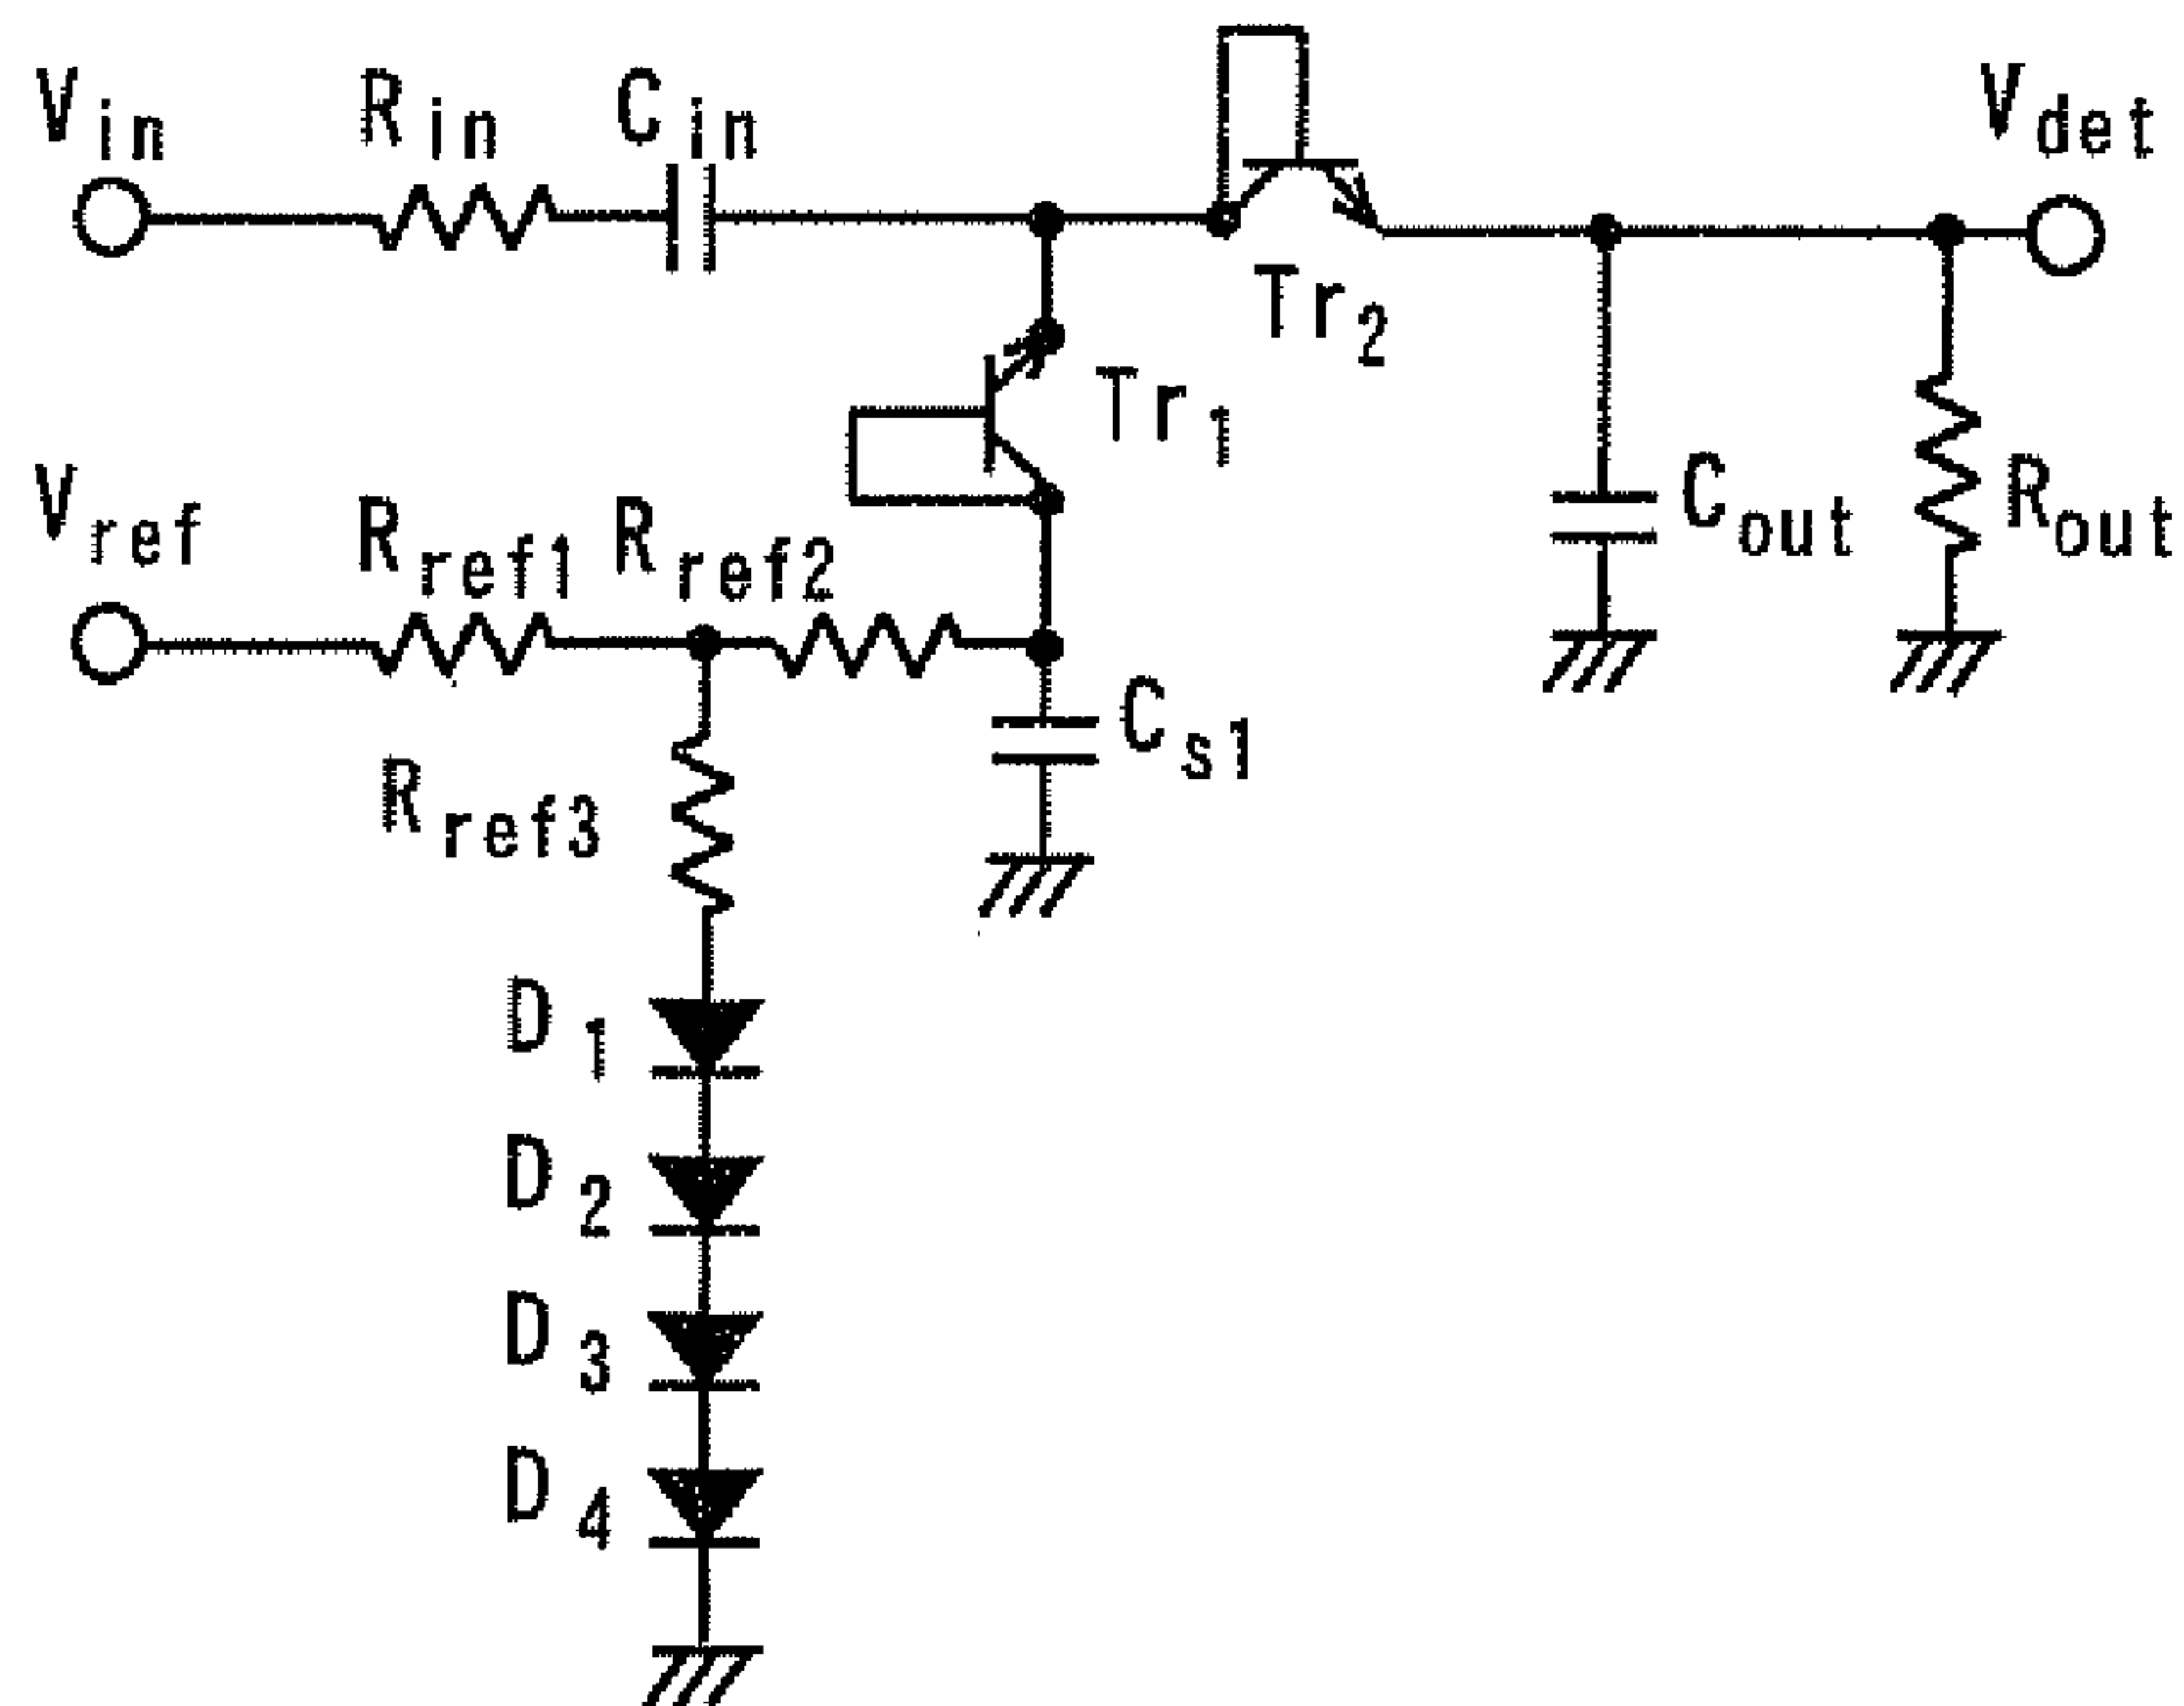 Vin
Rin
Cin
Vdet
Tr2
Tr1
Vref
Rref1
Rref2
Cout
Rout
Cs1
Rref3
D1
D2
D3
D4